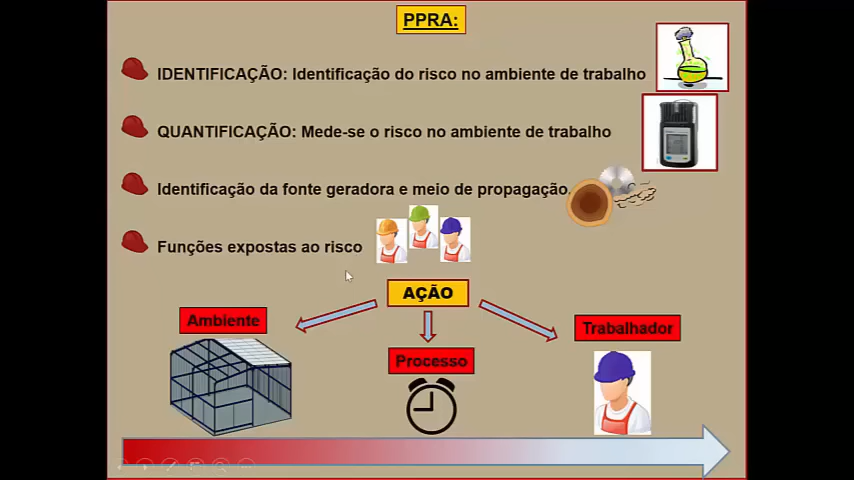 PPRA:
IDENTIFICAÇÃO: Identificação do risco no ambiente de trabalho
QUANTIFICAÇÃO: Mede-se o risco no ambiente de trabalho
Identificação da fonte geradora e meio de propagação.
Funções expostas ao risco
AÇÃO
Ambiente
Trabalhador
Processo